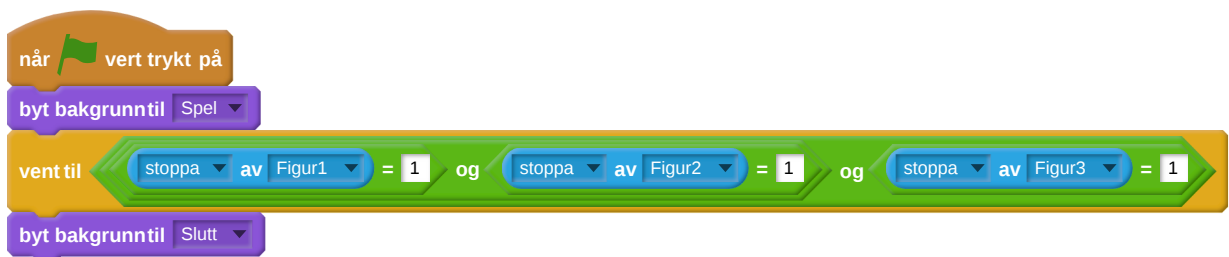 når vert trykt på
byt bakgrunn til Spel
vent til stoppa av Figur1 = 1 og stoppa av Figur2 = 1 og stoppa av Figur3 = 1
byt bakgrunn til Slutt